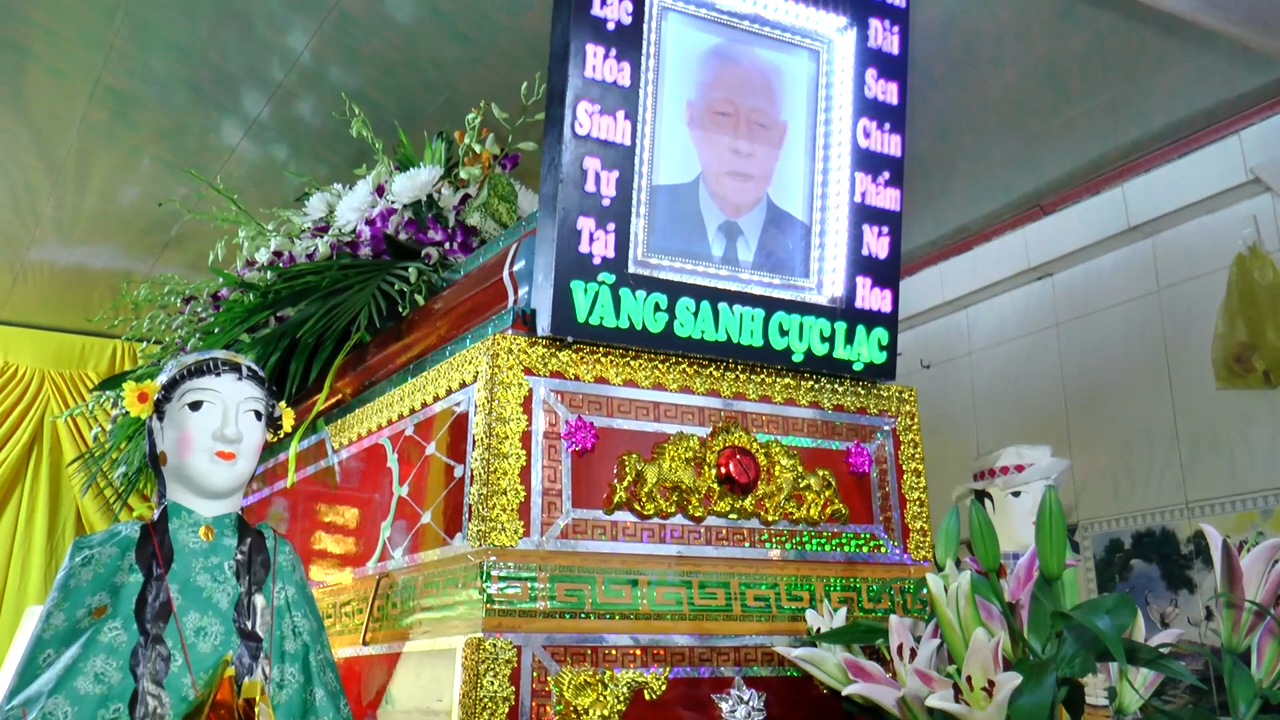 Lạc
Hóa
Sinh
Tự
Tại
Đài
Sen
Chín
Phẩm
Nở
Hoa
VÃNG SANH CỰC LẠC